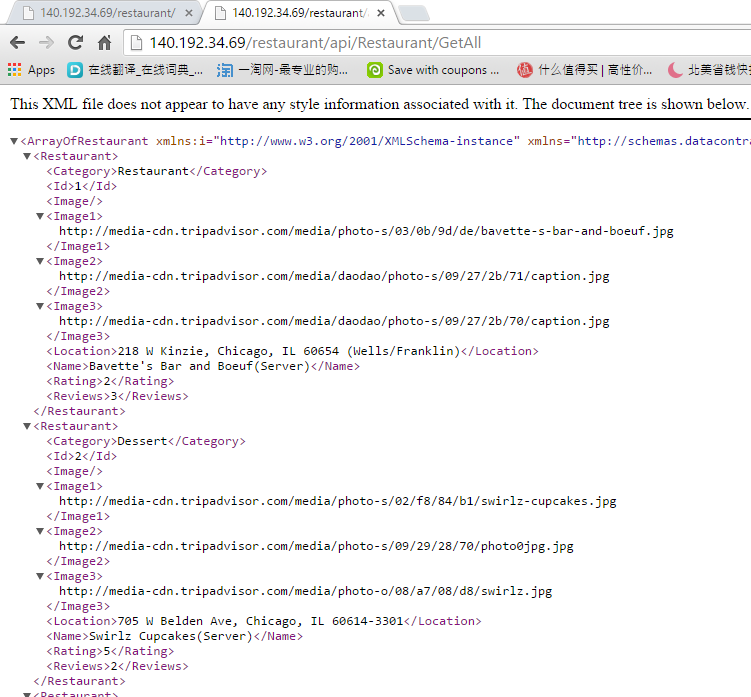 140.192.34.69/restaurant/
140.192.34.69/restaurant/
140.192.34.69/restaurant/api/Restaurant/GetAll
Apps 在线翻译_在线词典_... 淘 一淘网-最专业的购... Save with coupons ... 值 什么值得买 | 高性价... 北美省钱快
This XML file does not appear to have any style information associated with it. The document tree is shown below.
▼<ArrayOfRestaurant xmlns:i="http://www.w3.org/2001/XMLSchema-instance" xmlns="http://schemas.datacontra
▼<Restaurant>
<Category>Restaurant</Category>
<Id>1</Id>
<Image/>
▼<Image1>
http://media-cdn.tripadvisor.com/media/photo-s/03/0b/9d/de/bavette-s-bar-and-boeuf.jpg
</Image1>
▼<Image2>
http://media-cdn.tripadvisor.com/media/daodao/photo-s/09/27/2b/71/caption.jpg
</Image2>
▼<Image3>
http://media-cdn.tripadvisor.com/media/daodao/photo-s/09/27/2b/70/caption.jpg
</Image3>
<Location>218 W Kinzie, Chicago, IL 60654 (Wells/Franklin)</Location>
<Name>Bavette's Bar and Boeuf(Server)</Name>
<Rating>2</Rating>
<Reviews>3</Reviews>
</Restaurant>
▼<Restaurant>
<Category>Dessert</Category>
<Id>2</Id>
<Image/>
▼<Image1>
http://media-cdn.tripadvisor.com/media/photo-s/02/f8/84/b1/swirlz-cupcakes.jpg
</Image1>
▼<Image2>
http://media-cdn.tripadvisor.com/media/photo-s/09/29/28/70/photo0jpg.jpg
</Image2>
▼<Image3>
http://media-cdn.tripadvisor.com/media/photo-o/08/a7/08/d8/swirlz.jpg
</Image3>
<Location>705 W Belden Ave, Chicago, IL 60614-3301</Location>
<Name>Swirlz Cupcakes(Server)</Name>
<Rating>5</Rating>
<Reviews>2</Reviews>
</Restaurant>
▼<Restaurant>